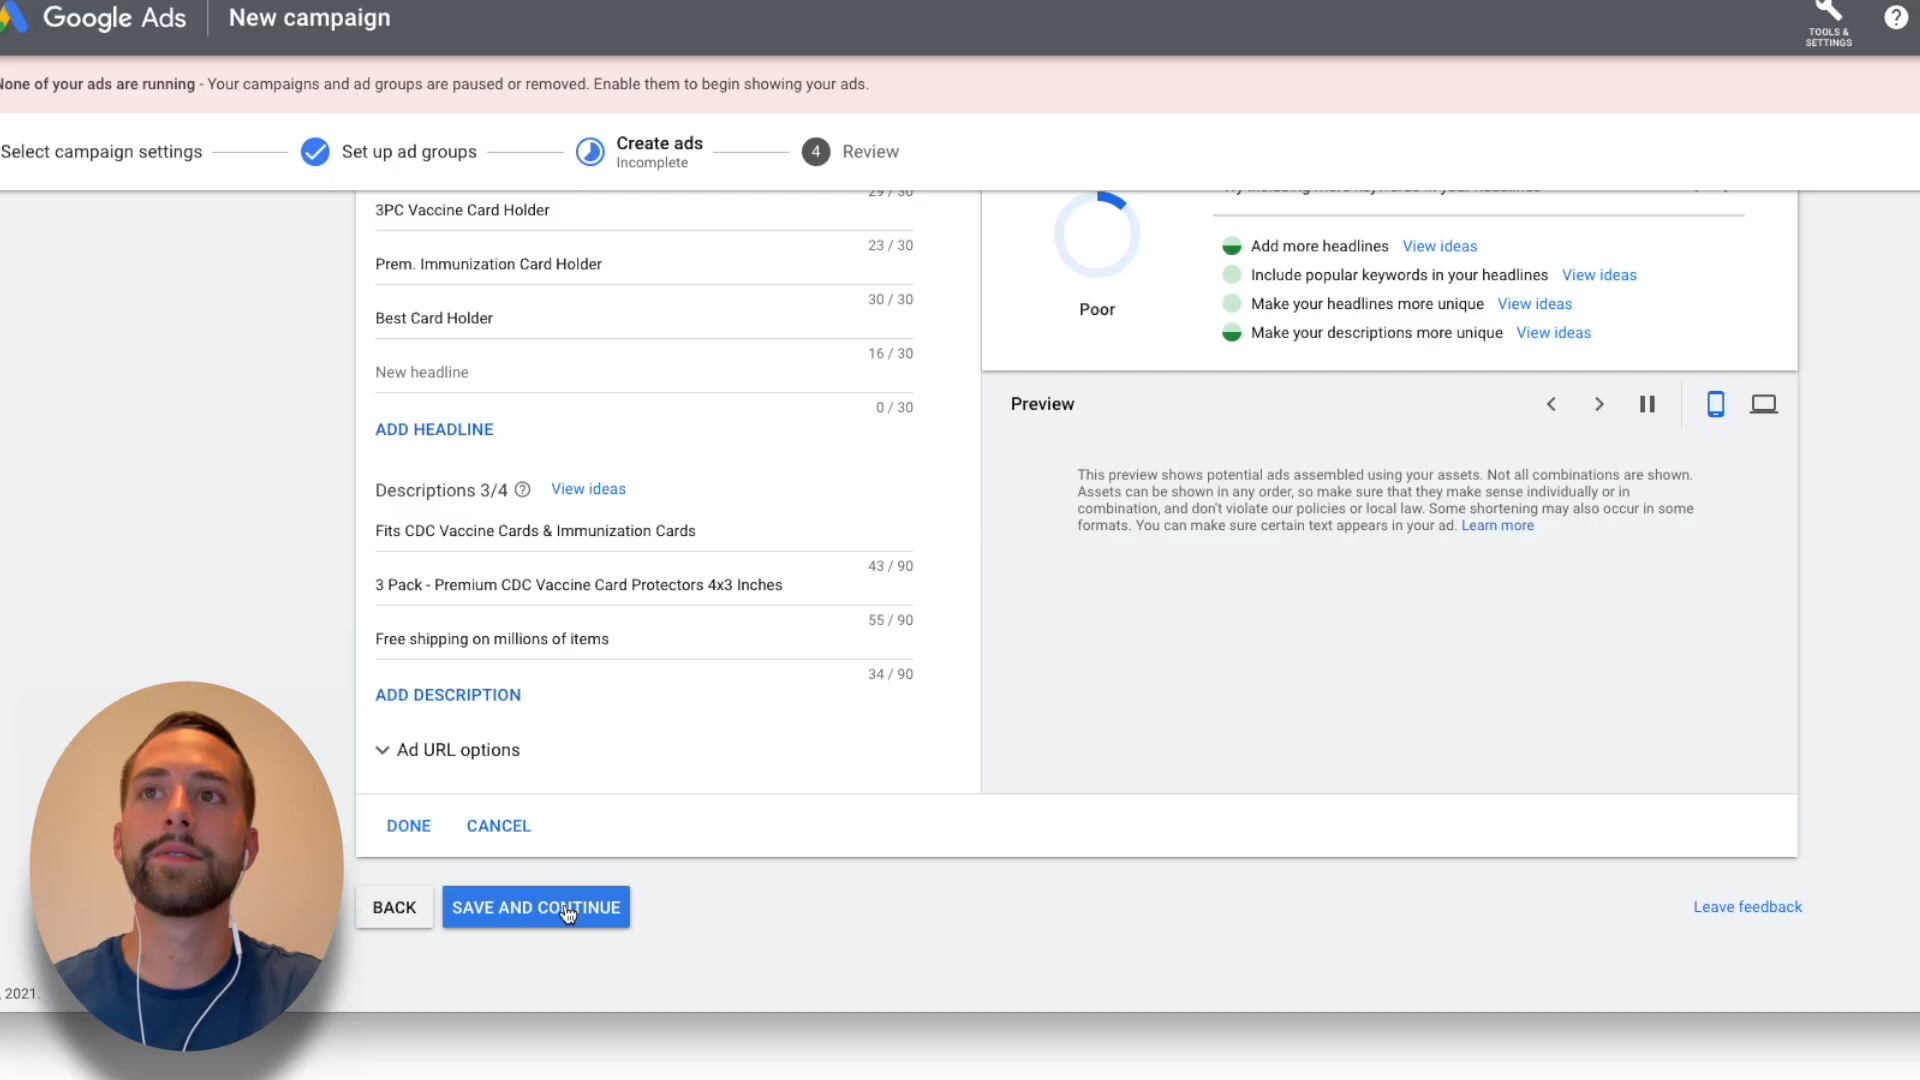 Google Ads
New campaign
TOOLS &
SETTINGS
None of your ads are running - Your campaigns and ad groups are paused or removed. Enable them to begin showing your ads.
Select campaign settings
Set up ad groups
Create ads
Incomplete
4
Review
29 / 30
3PC Vaccine Card Holder
23 / 30
Prem. Immunization Card Holder
30 / 30
Best Card Holder
16 / 30
New headline
0 / 30
ADD HEADLINE
Descriptions 3/4
View ideas
Fits CDC Vaccine Cards & Immunization Cards
43 / 90
3 Pack - Premium CDC Vaccine Card Protectors 4x3 Inches
55 / 90
Free shipping on millions of items
34 / 90
ADD DESCRIPTION
Ad URL options
DONE
CANCEL
BACK
SAVE AND CONTINUE
Try including more keywords in your headlines
Poor
Add more headlines View ideas
Include popular keywords in your headlines View ideas
Make your headlines more unique View ideas
Make your descriptions more unique View ideas
Preview
This preview shows potential ads assembled using your assets. Not all combinations are shown.
Assets can be shown in any order, so make sure that they make sense individually or in
combination, and don't violate our policies or local law. Some shortening may also occur in some
formats. You can make sure certain text appears in your ad. Learn more
Leave feedback
, 2021.